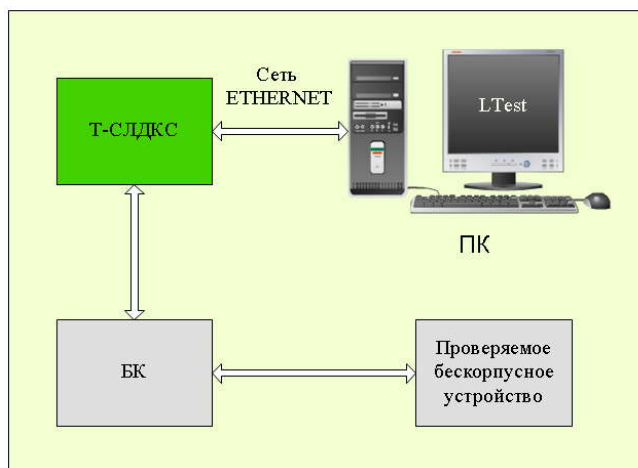 Сеть
ETHERNET
Т-СЛДКС
LTest
ПК
БК
Проверяемое
бескорпусное
устройство